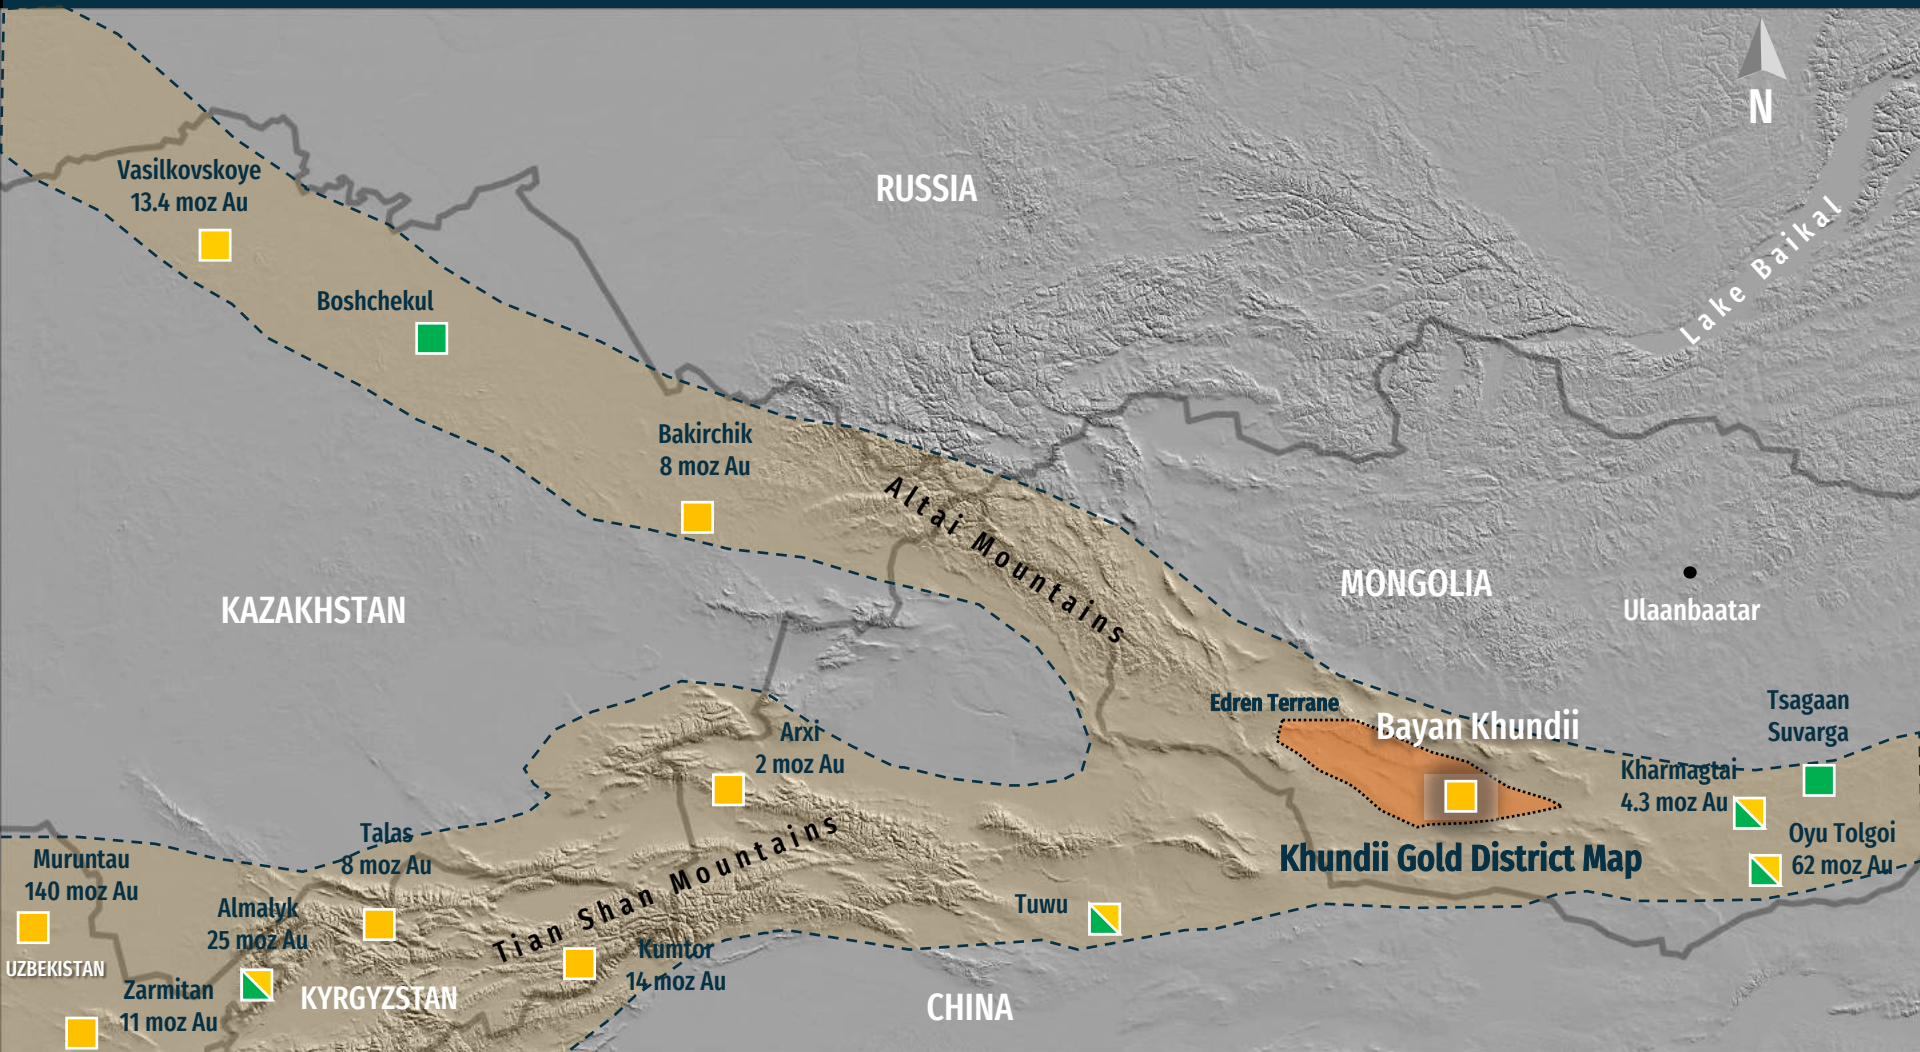 N
Vasilkovskoye
13.4 moz Au
RUSSIA
Lake Baikal
Boshchekul
Bakirchik
8 moz Au
Altai Mountains
MONGOLIA
Ulaanbaatar
KAZAKHSTAN
Edren Terrane
Bayan Khundii
Tsagaan
Suvarga
Arxi
2 moz Au
Kharmagtai
4.3 moz Au
Talas
8 moz Au
Tian Shan Mountains
Oyu Tolgoi
62 moz Au
Khundii Gold District Map
Muruntau
140 moz Au
Almalyk
25 moz Au
Tuwu
Kumtor
14 moz Au
UZBEKISTAN
Zarmitan
11 moz Au
KYRGYZSTAN
CHINA